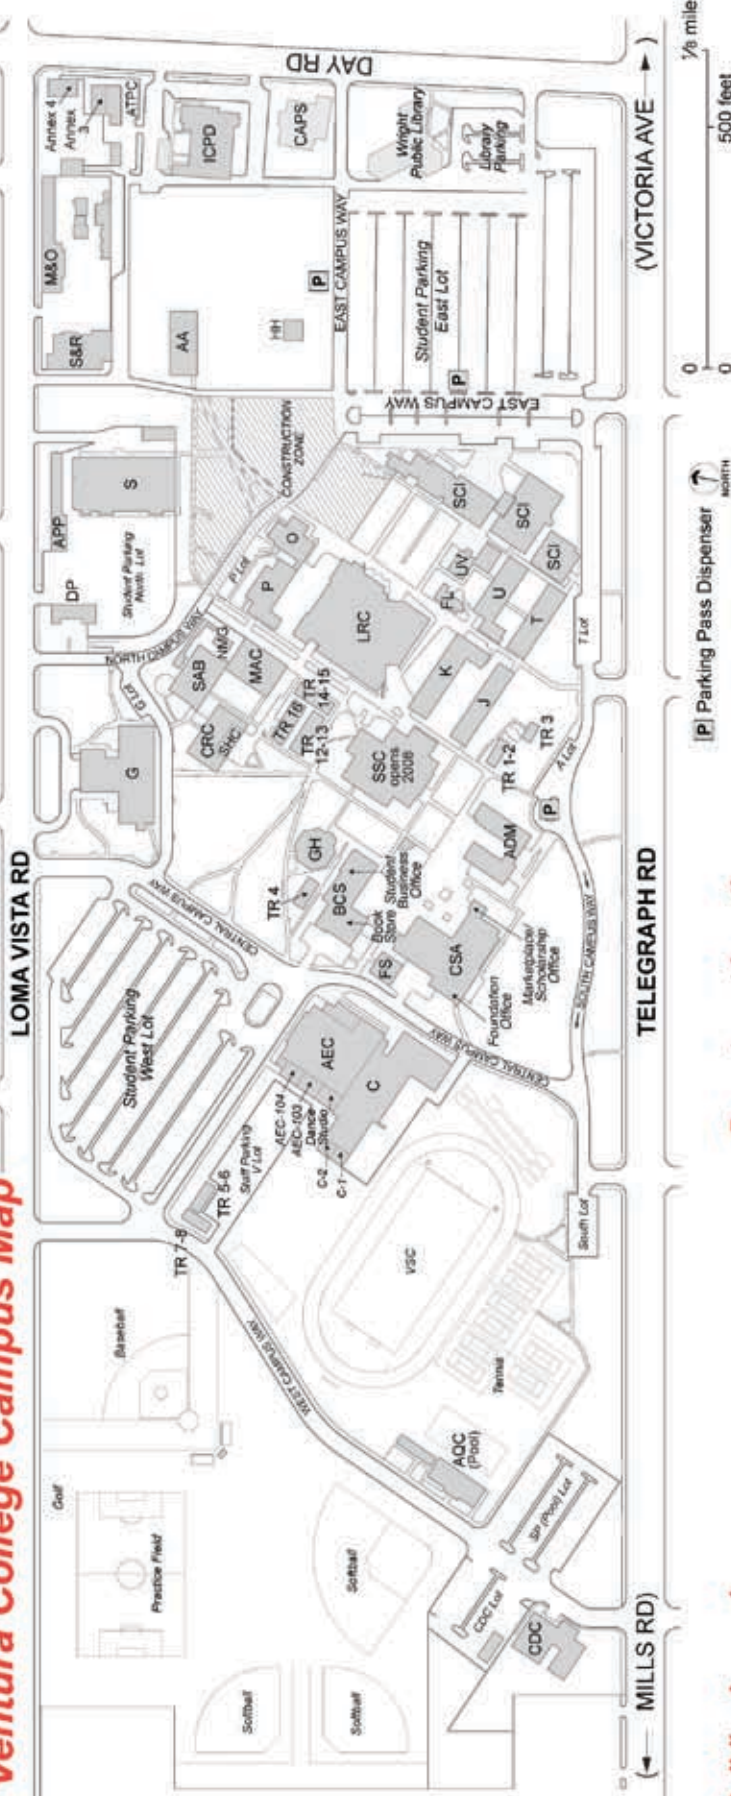 Ventura College Campus Map
LOMA VISTA RD
DAY RD
Annex 4
Annex
3
ATPC
M&O
S&R
ICPD
CAPS
Wright
Public Library
Library
Parking
AA
HH
P
EAST CAMPUS WAY
Student Parking
East Lot
P
EAST CAMPUS WAY
CONSTRUCTION
ZONE
APP
S
DP
Student Parking
North Lot
NORTH CAMPUS WAY
P Lot
G Lot
O
P
LRC
SCI
SCI
SCI
UV
FL
U
T
T Lot
K
J
NMG
SAB
MAC
CRC
SHC
TR 16
TR
14-15
TR
12-13
SSC
opens
2008
TR 1-2
TR 3
A Lot
P
ADM
G
GH
TR 4
BCS
Student
Business
Office
Book
Store
FS
CSA
Marketplace/
Scholarship
Office
Foundation
Office
SOUTH CAMPUS WAY
CENTRAL CAMPUS WAY
CENTRAL CAMPUS WAY
CENTRAL CAMPUS WAY
Student Parking
West Lot
AEC
C
AEC-104
AEC-103
Dance
Studio
C-2
C-1
Staff Parking
V Lot
TR 5-6
TR 7-8
VSC
South Lot
Tennis
WEST CAMPUS WAY
AQC
(Pool)
SP (Pool) Lot
CDC Lot
CDC
Baseball
Golf
Practice Field
Softball
Softball
Softball
(MILLS RD)
TELEGRAPH RD
(VICTORIA AVE)
P Parking Pass Dispenser
NORTH
0
1/8 mile
0
500 feet